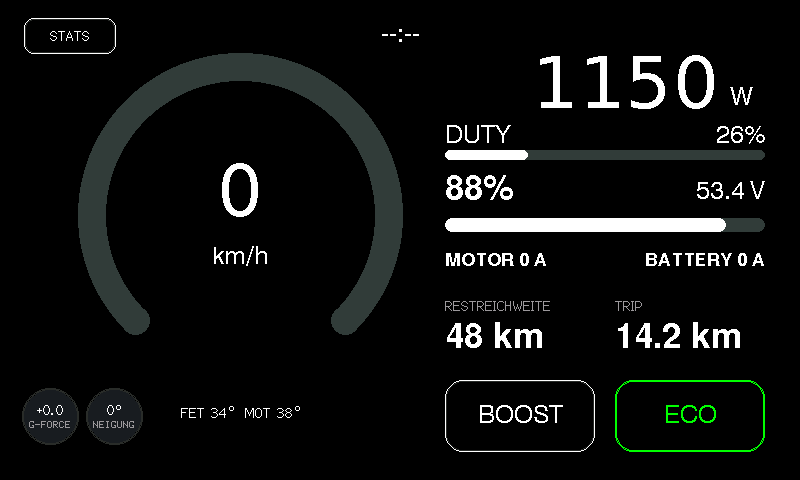 STATS
--:--
1150 W
DUTY 26%
88% 53.4 V
0
km/h
MOTOR 0 A BATTERY 0 A
RESTREICHWEITE TRIP
48 km 14.2 km
+0.0
G-FORCE
0°
NEIGUNG
FET 34° MOT 38°
BOOST ECO